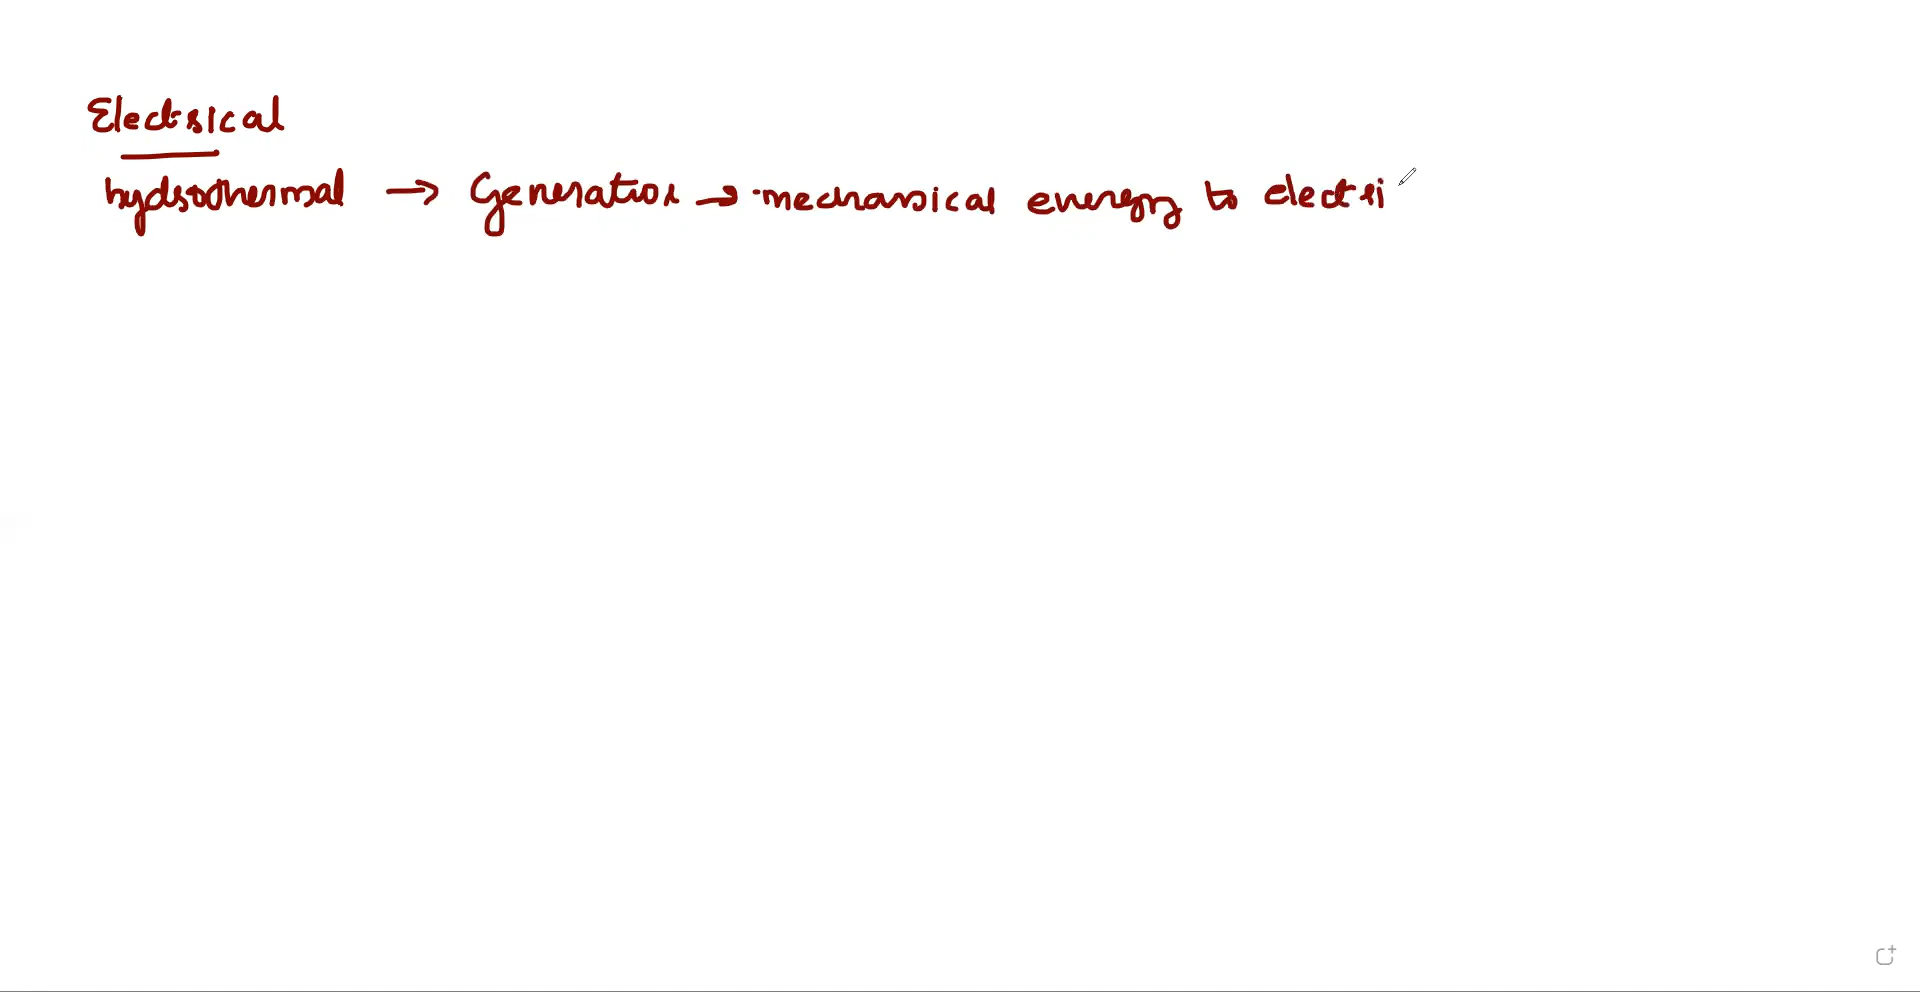 Electrical
hydrothermal → Generation → mechanical energy to electri